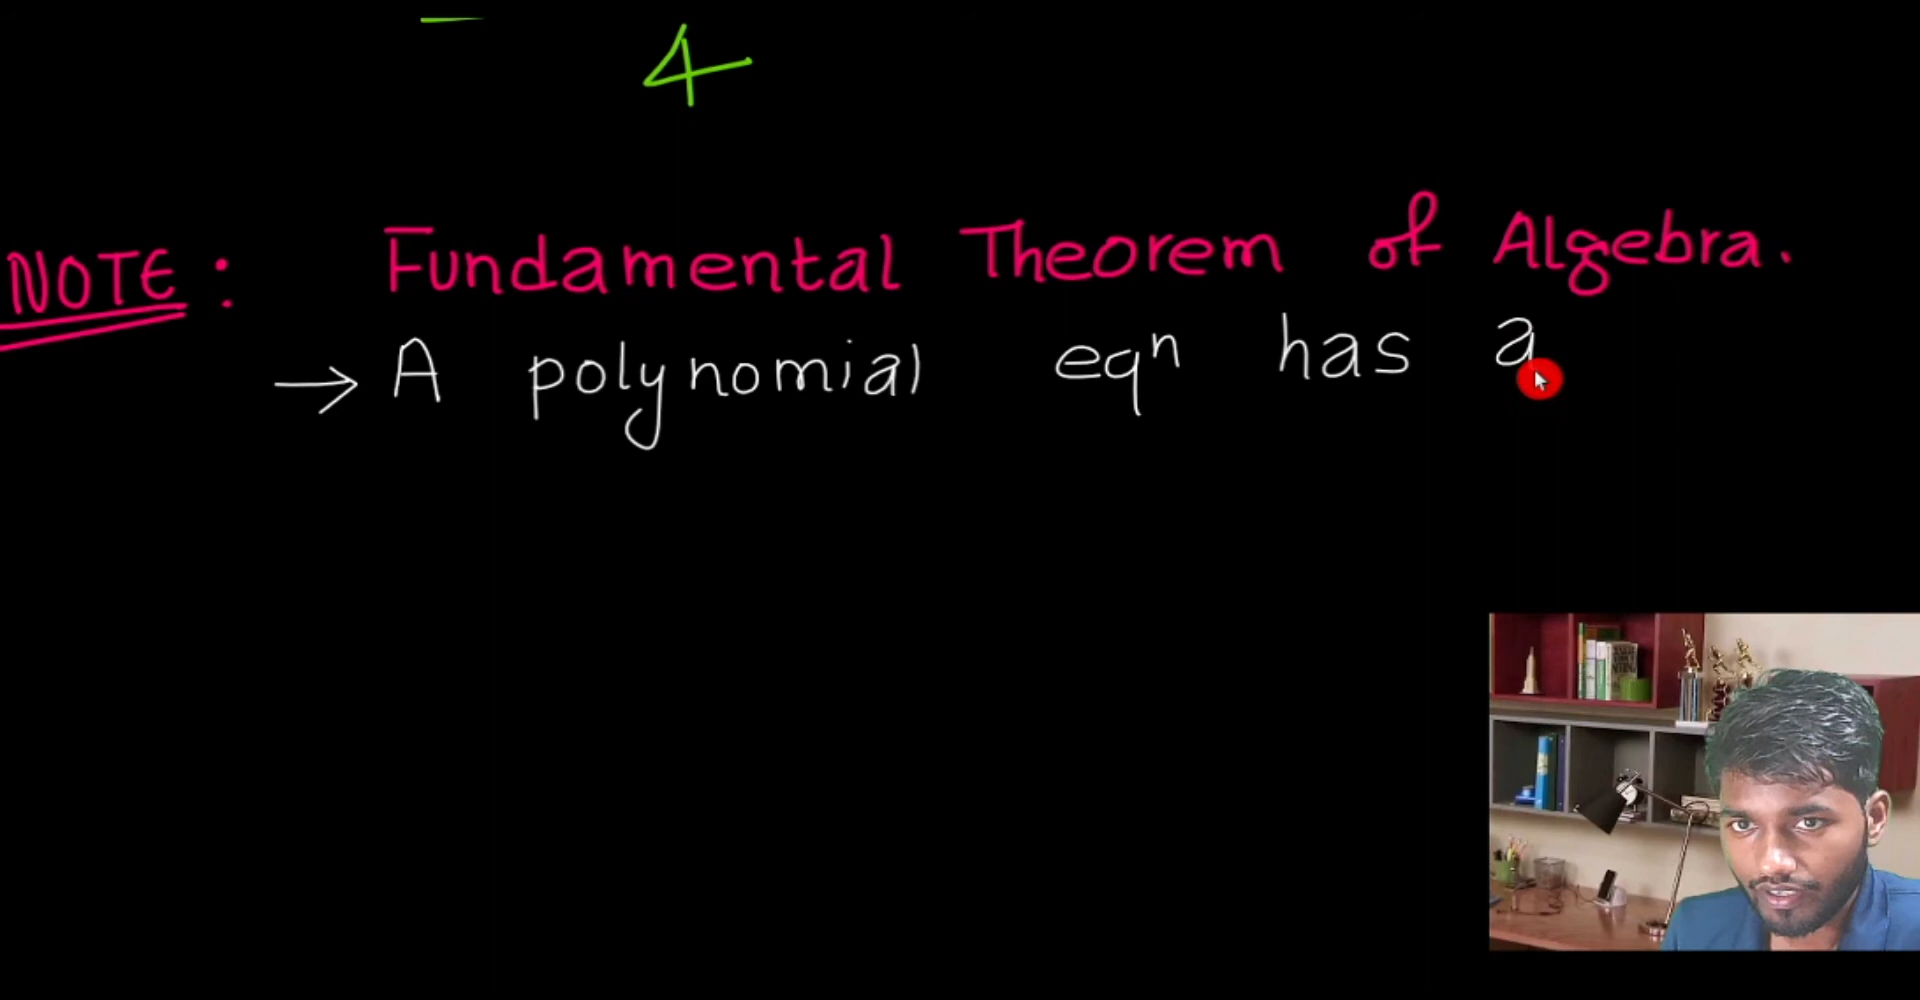 4
NOTE : Fundamental Theorem of Algebra.
→ A polynomial eqⁿ has a